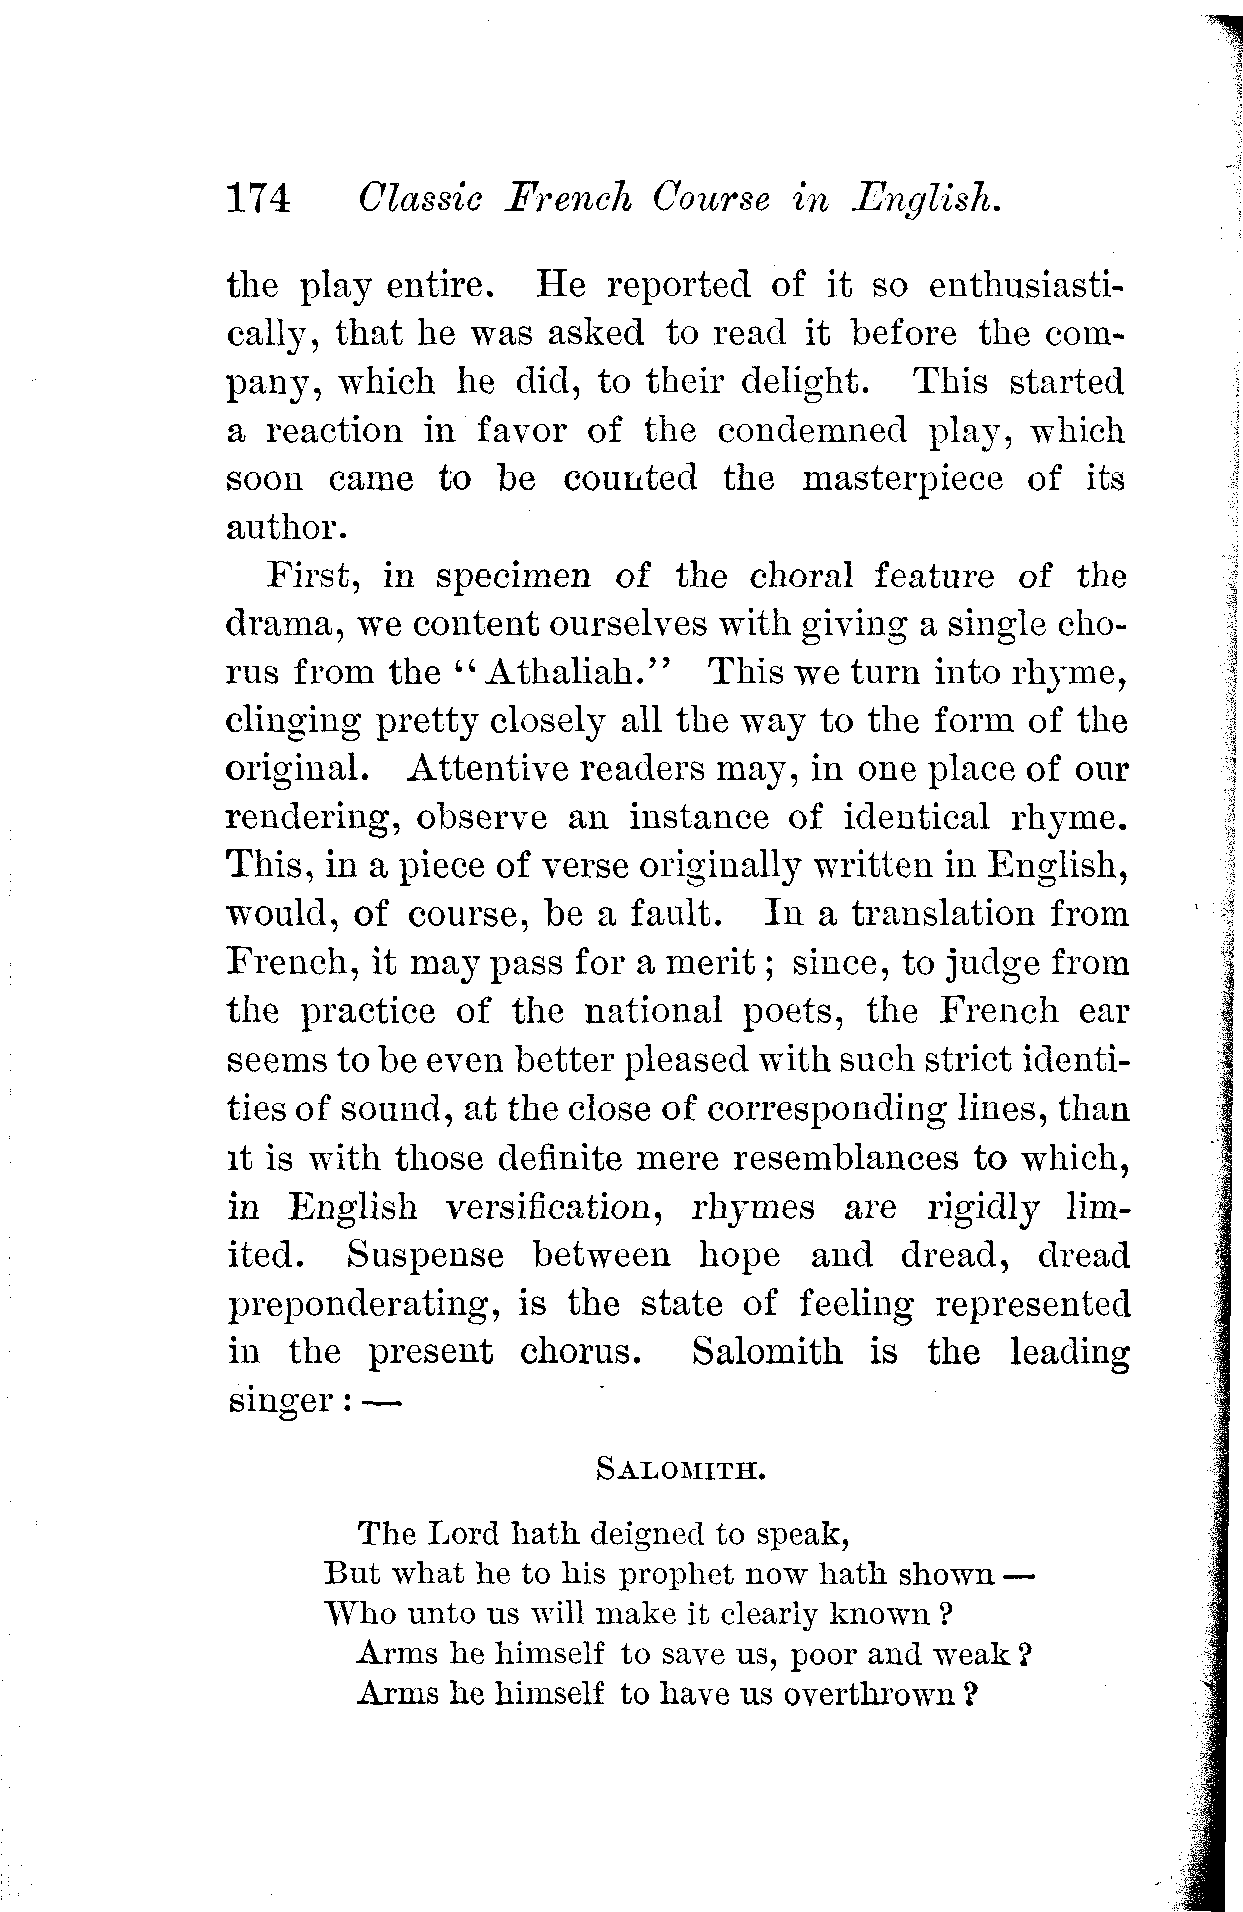 174 Classic French Course in English.
the play entire. He reported of it so enthusiasti-
cally, that he was asked to read it before the com-
pany, which he did, to their delight. This started
a reaction in favor of the condemned play, which
soon came to be counted the masterpiece of its
author.
First, in specimen of the choral feature of the
drama, we content ourselves with giving a single cho-
rus from the “Athaliah.” This we turn into rhyme,
clinging pretty closely all the way to the form of the
original. Attentive readers may, in one place of our
rendering, observe an instance of identical rhyme.
This, in a piece of verse originally written in English,
would, of course, be a fault. In a translation from
French, it may pass for a merit; since, to judge from
the practice of the national poets, the French ear
seems to be even better pleased with such strict identi-
ties of sound, at the close of corresponding lines, than
it is with those definite mere resemblances to which,
in English versification, rhymes are rigidly lim-
ited. Suspense between hope and dread, dread
preponderating, is the state of feeling represented
in the present chorus. Salomith is the leading
singer: —
SALOMITH.
The Lord hath deigned to speak,
But what he to his prophet now hath shown —
Who unto us will make it clearly known?
Arms he himself to save us, poor and weak?
Arms he himself to have us overthrown?